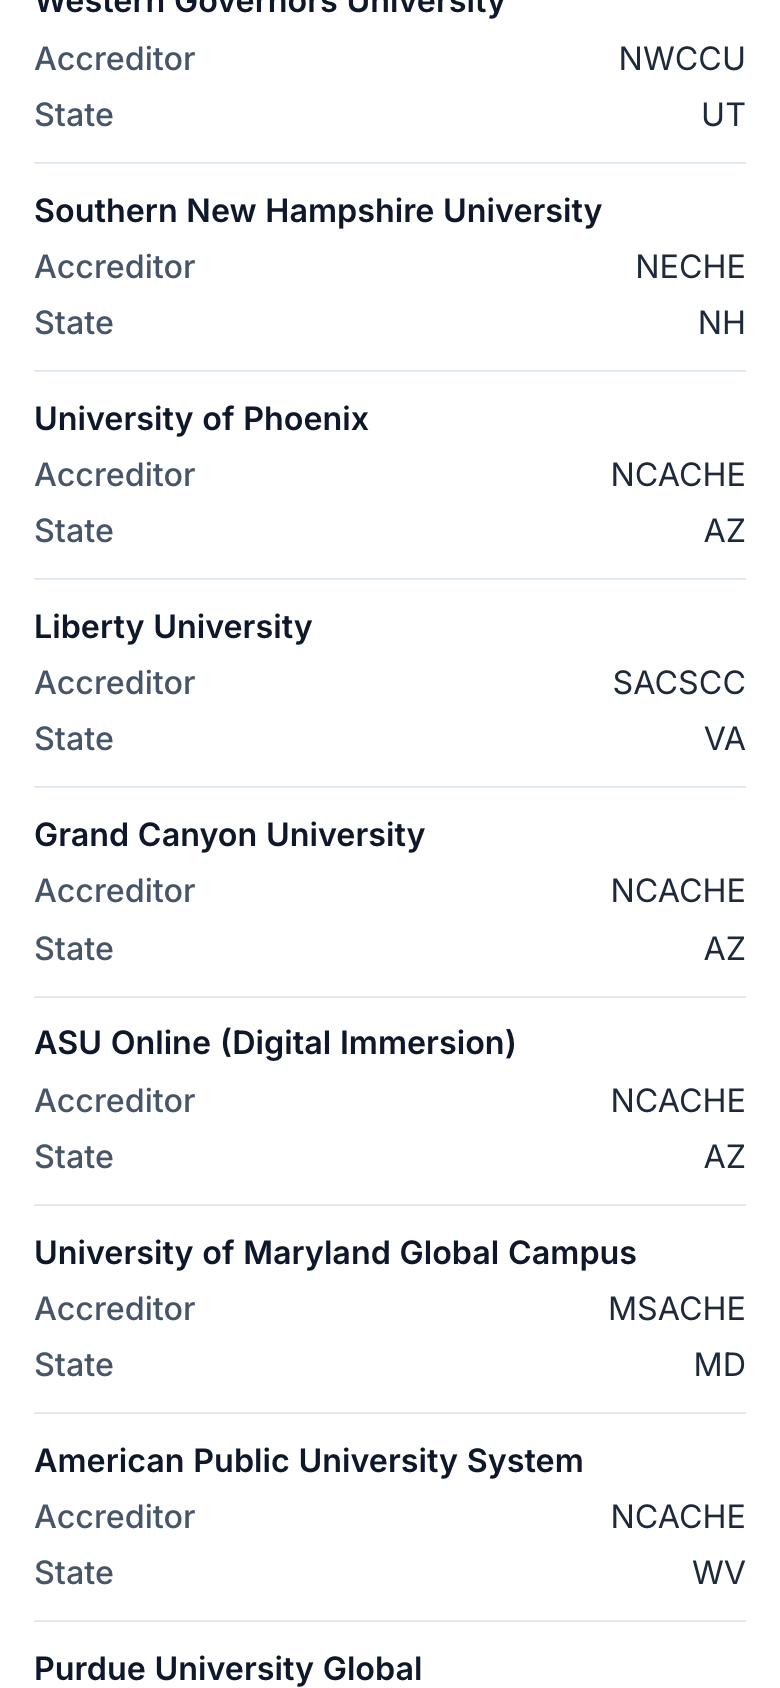 Western Governors University
Accreditor NWCCU
State UT
Southern New Hampshire University
Accreditor NECHE
State NH
University of Phoenix
Accreditor NCACHE
State AZ
Liberty University
Accreditor SACSCC
State VA
Grand Canyon University
Accreditor NCACHE
State AZ
ASU Online (Digital Immersion)
Accreditor NCACHE
State AZ
University of Maryland Global Campus
Accreditor MSACHE
State MD
American Public University System
Accreditor NCACHE
State WV
Purdue University Global